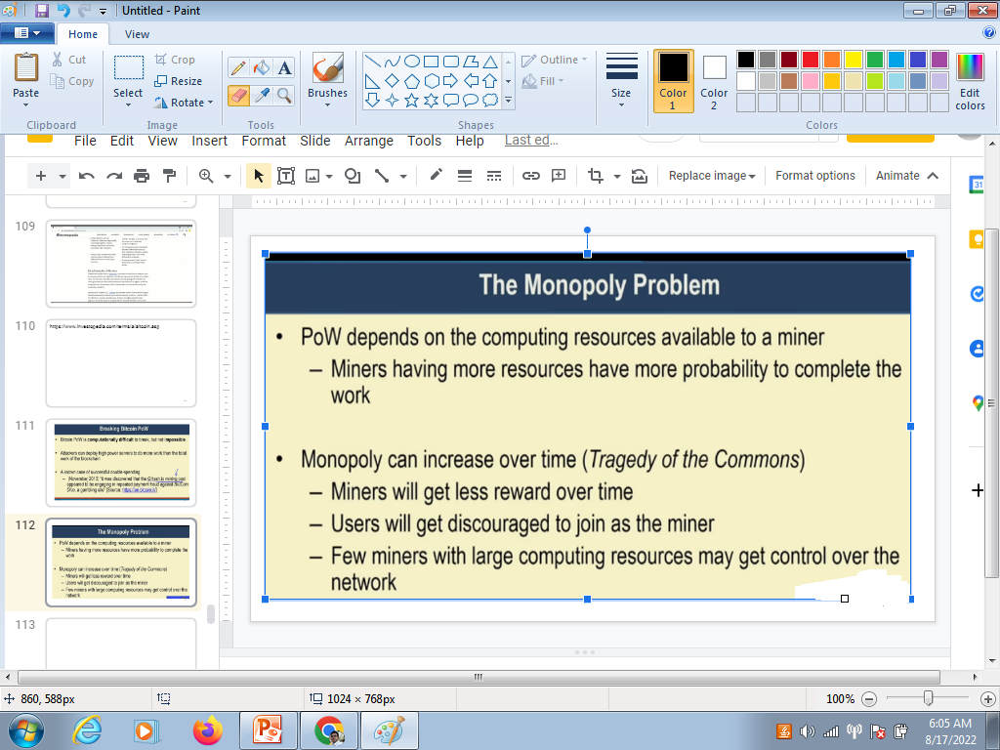 Untitled - Paint
Home View
Paste
Cut
Copy
Clipboard
Select
Crop
Resize
Rotate
Image
A
Tools
Brushes
Shapes
Outline
Fill
Size
Color 1
Color 2
Edit colors
Colors
File Edit View Insert Format Slide Arrange Tools Help Last ed...
Replace image Format options Animate
109
110
https://www.investopedia.com/terms/a/altcoin.asp
111
Breaking Bitcoin PoW
• Bitcoin PoW is computationally difficult to break, but not impossible
• Attackers can deploy high power servers to do more work than the total
work of the blockchain
• A known case of successful double-spending
– (November 2013) "it was discovered that the GHash.io mining pool
appeared to be engaging in repeated payment fraud against BetCoin
Dice, a gambling site" [Source: https://en.bitcoin.it/]
112
The Monopoly Problem
• PoW depends on the computing resources available to a miner
– Miners having more resources have more probability to complete the
work
• Monopoly can increase over time (Tragedy of the Commons)
– Miners will get less reward over time
– Users will get discouraged to join as the miner
– Few miners with large computing resources may get control over the
network
113
The Monopoly Problem
• PoW depends on the computing resources available to a miner
– Miners having more resources have more probability to complete the
work
• Monopoly can increase over time (Tragedy of the Commons)
– Miners will get less reward over time
– Users will get discouraged to join as the miner
– Few miners with large computing resources may get control over the
network
31
860, 588px
1024 × 768px
100%
6:05 AM
8/17/2022